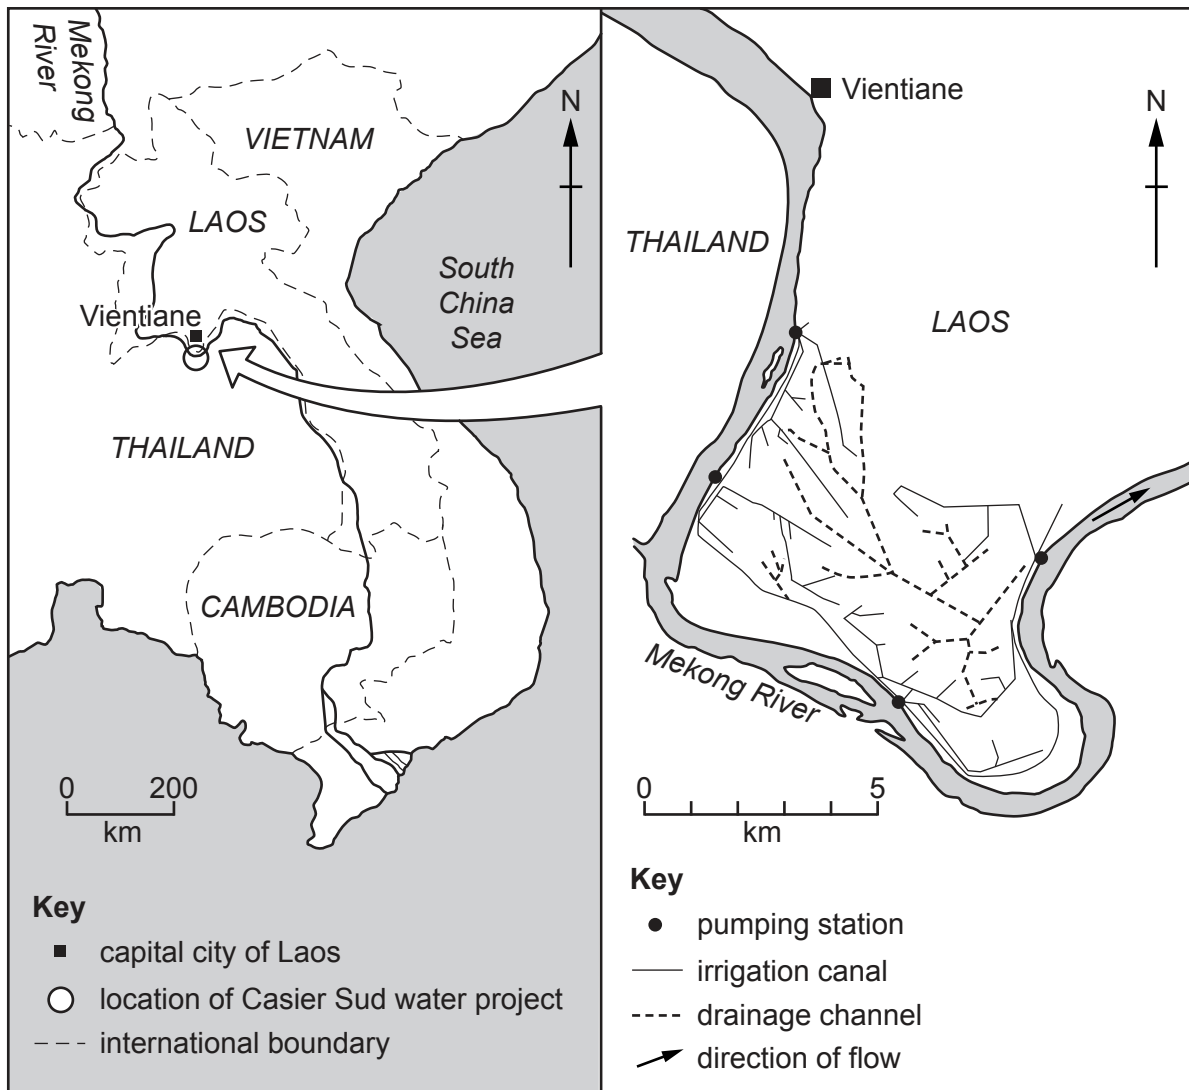 Mekong
River
VIETNAM
N
LAOS
South
China
Sea
Vientiane
THAILAND
CAMBODIA
0 200
km
Key
capital city of Laos
location of Casier Sud water project
international boundary
Vientiane
N
THAILAND
LAOS
Mekong River
0 5
km
Key
pumping station
irrigation canal
drainage channel
direction of flow